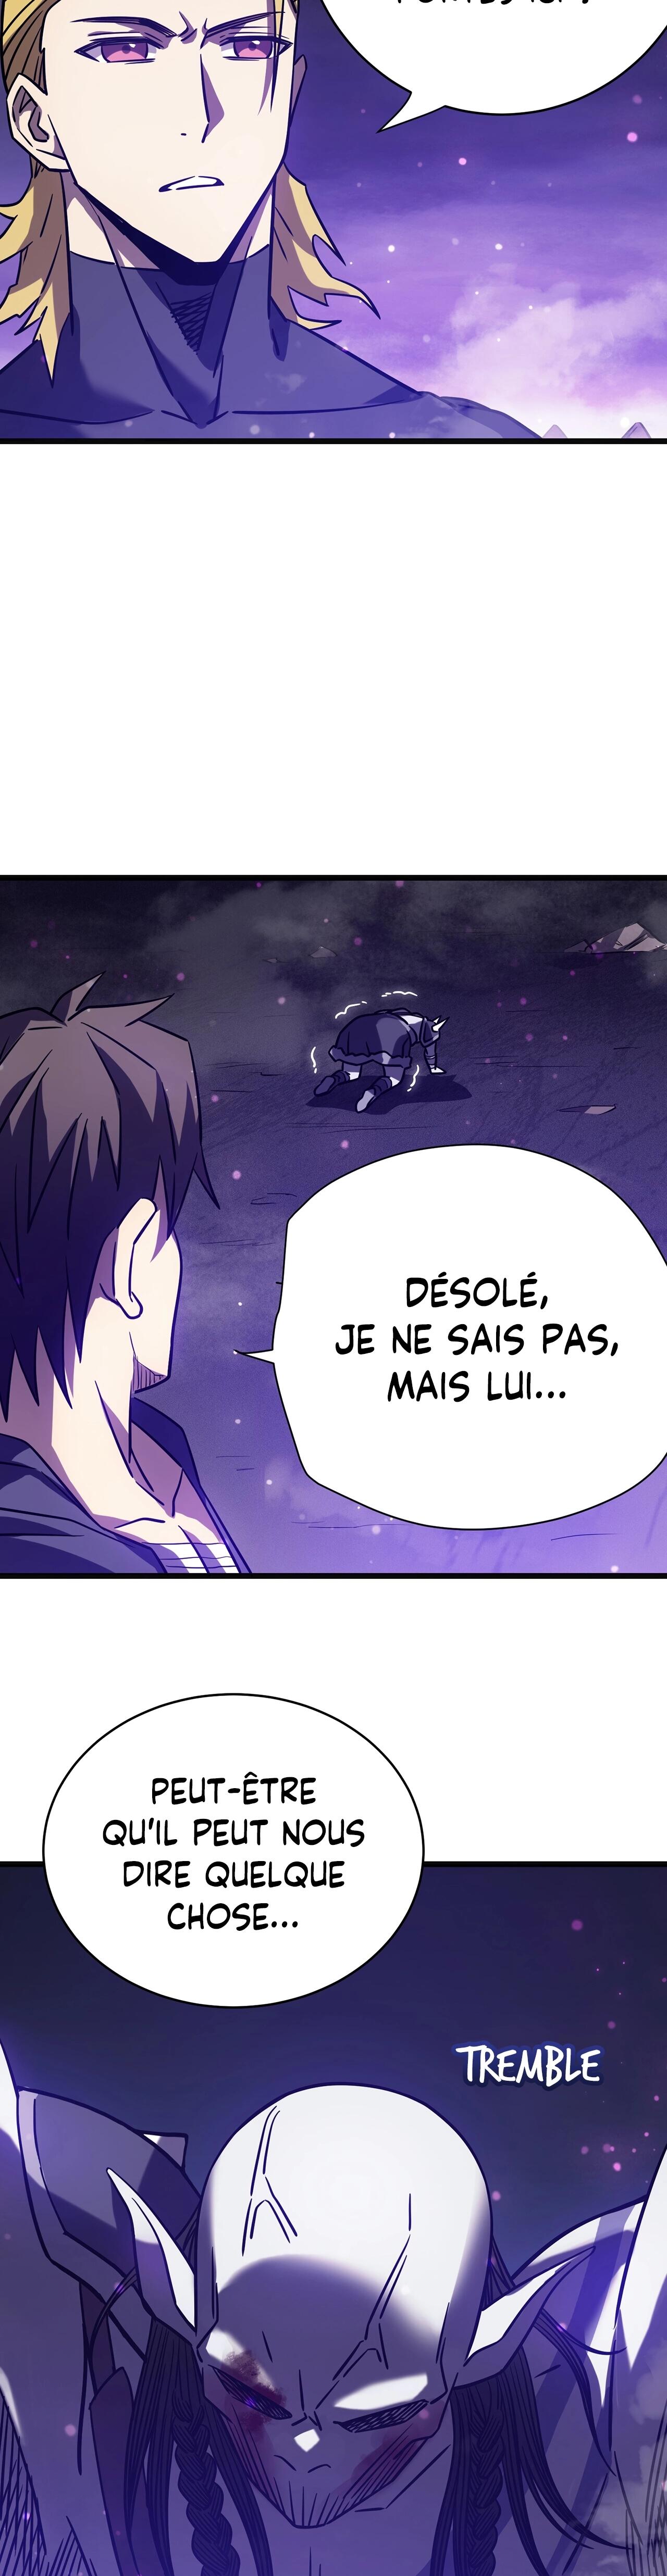 DÉSOLÉ,
JE NE SAIS PAS,
MAIS LUI...
PEUT-ÊTRE
QU'IL PEUT NOUS
DIRE QUELQUE
CHOSE...
TREMBLE